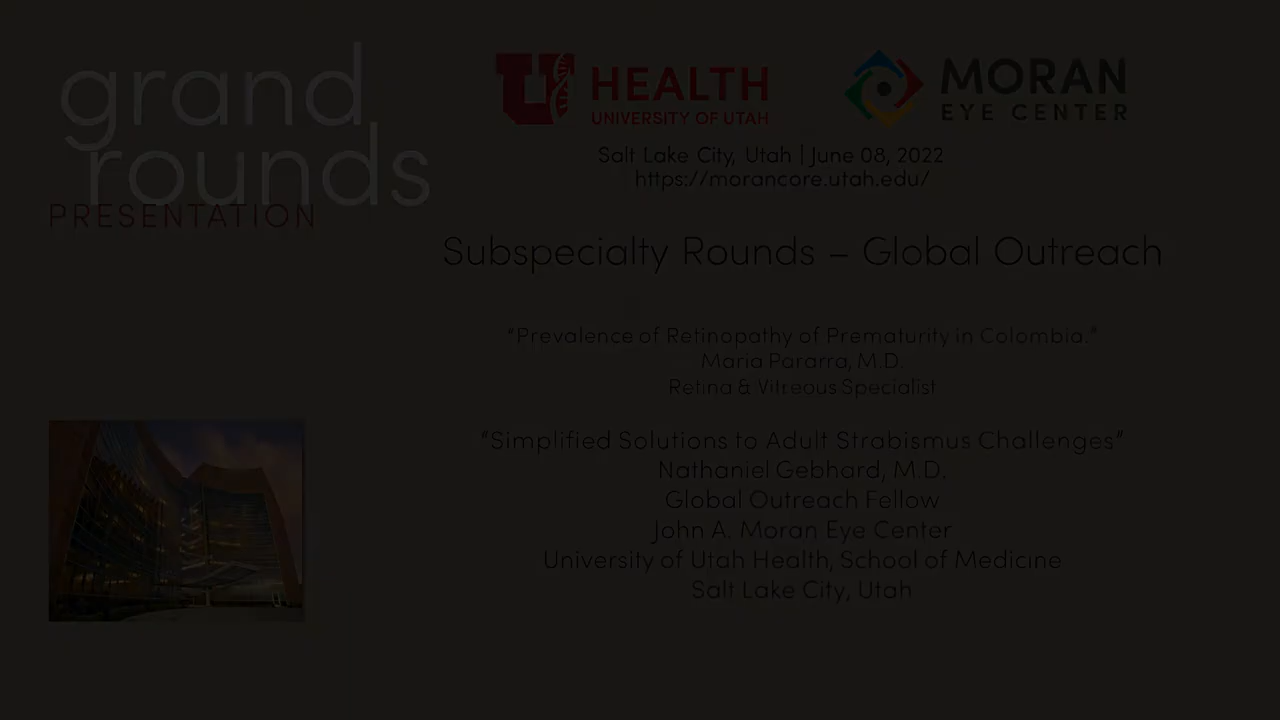 grand
rounds
PRESENTATION
U HEALTH
UNIVERSITY OF UTAH
MORAN
EYE CENTER
Salt Lake City, Utah | June 08, 2022
https://morancore.utah.edu/
Subspecialty Rounds – Global Outreach
“Prevalence of Retinopathy of Prematurity in Colombia.”
Maria Pararra, M.D.
Retina & Vitreous Specialist
“Simplified Solutions to Adult Strabismus Challenges”
Nathaniel Gebhard, M.D.
Global Outreach Fellow
John A. Moran Eye Center
University of Utah Health, School of Medicine
Salt Lake City, Utah